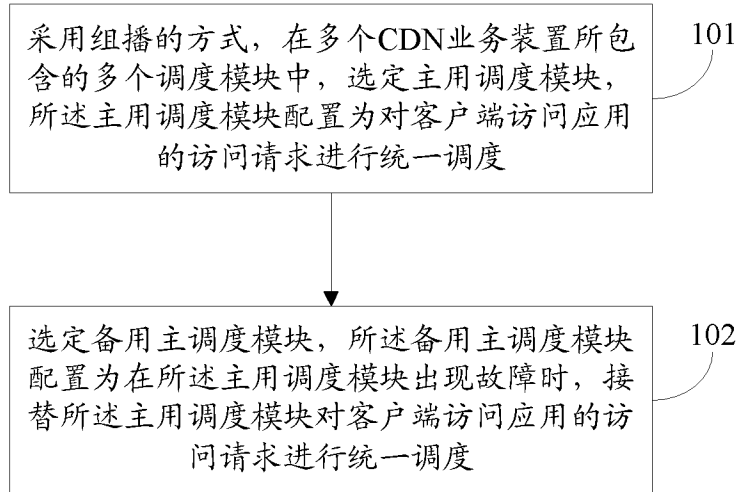 采用组播的方式，在多个CDN业务装置所包
含的多个调度模块中，选定主用调度模块，
所述主用调度模块配置为对客户端访问应用
的访问请求进行统一调度
101
选定备用主调度模块，所述备用主调度模块
配置为在所述主用调度模块出现故障时，接
替所述主用调度模块对客户端访问应用的访
问请求进行统一调度
102